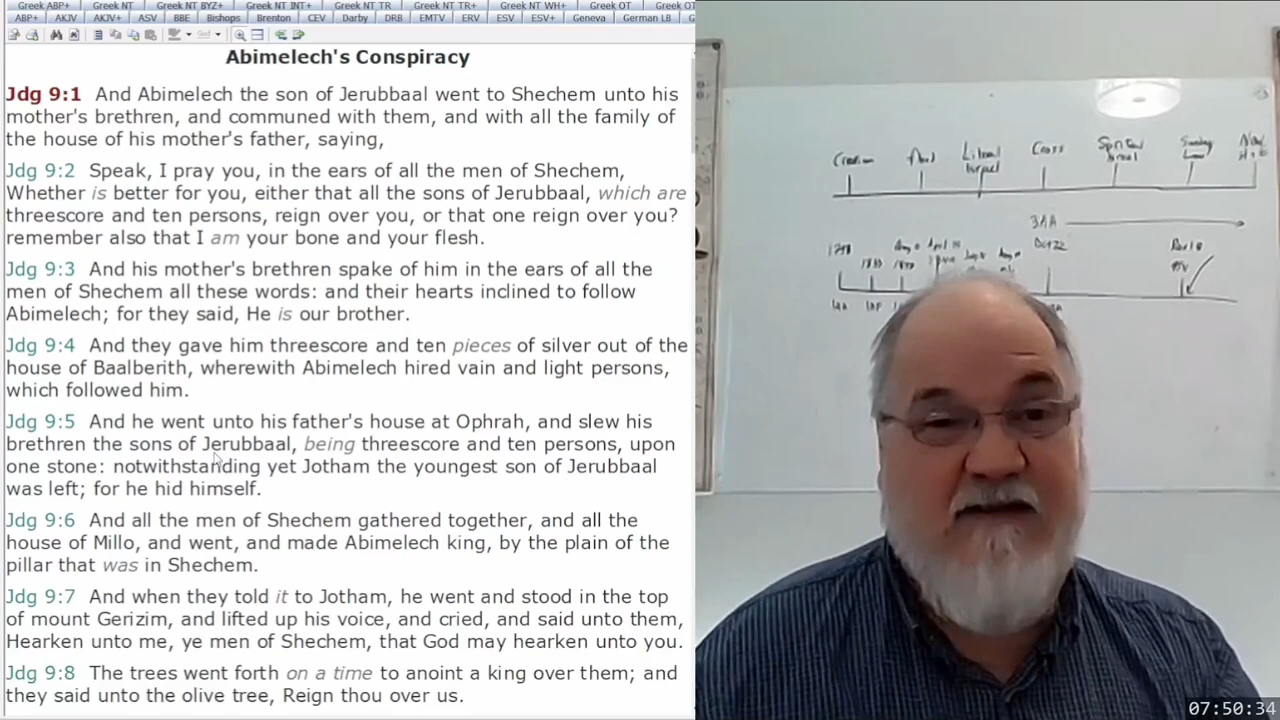 Greek ABP+ Greek NT Greek NT BYZ+ Greek NT INT+ Greek NT TR Greek NT TR+ Greek NT WH+ Greek OT Greek OT
ABP+ AKJV AKJV+ ASV BBE Bishops Brenton CEV Darby DRB EMTV ERV ESV ESV+ Geneva German LB G
Abimelech's Conspiracy
Jdg 9:1 And Abimelech the son of Jerubbaal went to Shechem unto his
mother's brethren, and communed with them, and with all the family of
the house of his mother's father, saying,
Jdg 9:2 Speak, I pray you, in the ears of all the men of Shechem,
Whether is better for you, either that all the sons of Jerubbaal, which are
threescore and ten persons, reign over you, or that one reign over you?
remember also that I am your bone and your flesh.
Jdg 9:3 And his mother's brethren spake of him in the ears of all the
men of Shechem all these words: and their hearts inclined to follow
Abimelech; for they said, He is our brother.
Jdg 9:4 And they gave him threescore and ten pieces of silver out of the
house of Baalberith, wherewith Abimelech hired vain and light persons,
which followed him.
Jdg 9:5 And he went unto his father's house at Ophrah, and slew his
brethren the sons of Jerubbaal, being threescore and ten persons, upon
one stone: notwithstanding yet Jotham the youngest son of Jerubbaal
was left; for he hid himself.
Jdg 9:6 And all the men of Shechem gathered together, and all the
house of Millo, and went, and made Abimelech king, by the plain of the
pillar that was in Shechem.
Jdg 9:7 And when they told it to Jotham, he went and stood in the top
of mount Gerizim, and lifted up his voice, and cried, and said unto them,
Hearken unto me, ye men of Shechem, that God may hearken unto you.
Jdg 9:8 The trees went forth on a time to anoint a king over them; and
they said unto the olive tree, Reign thou over us.
Creation Flood Literal Cross Sunday
Israel Law
3AA
Oct 22
07:50:34